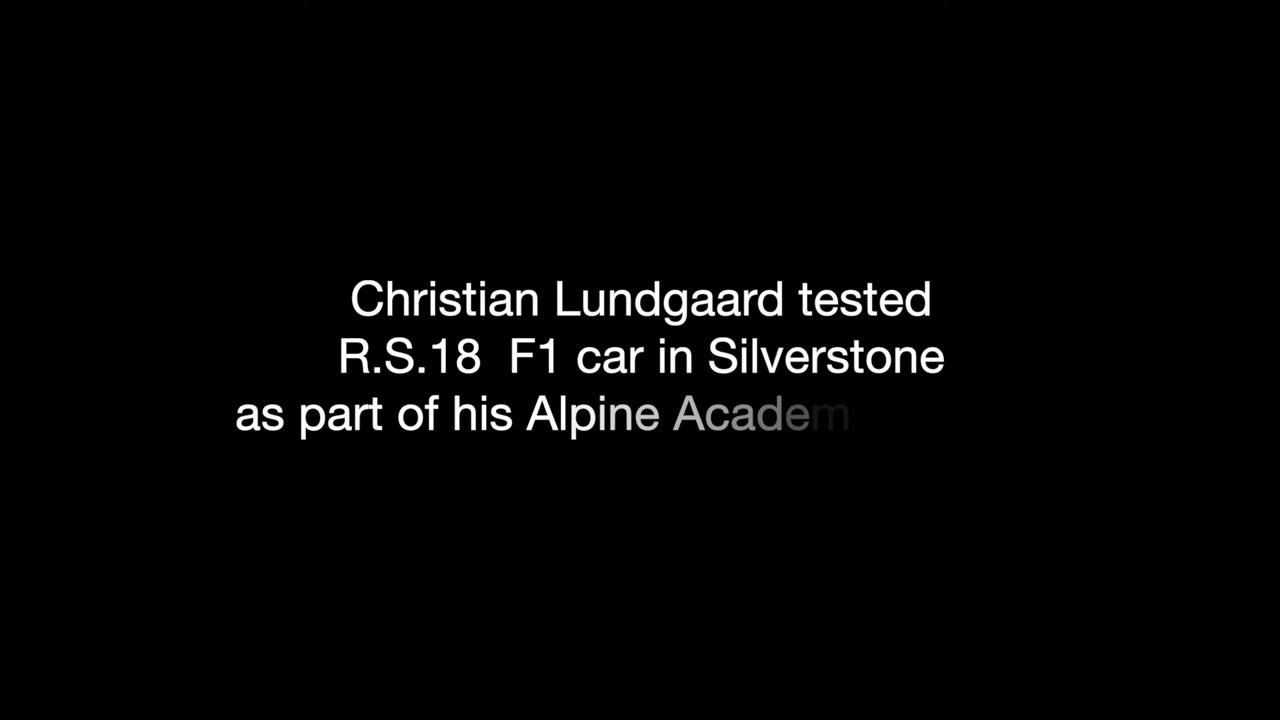 Christian Lundgaard tested
R.S.18  F1 car in Silverstone
as part of his Alpine Academ